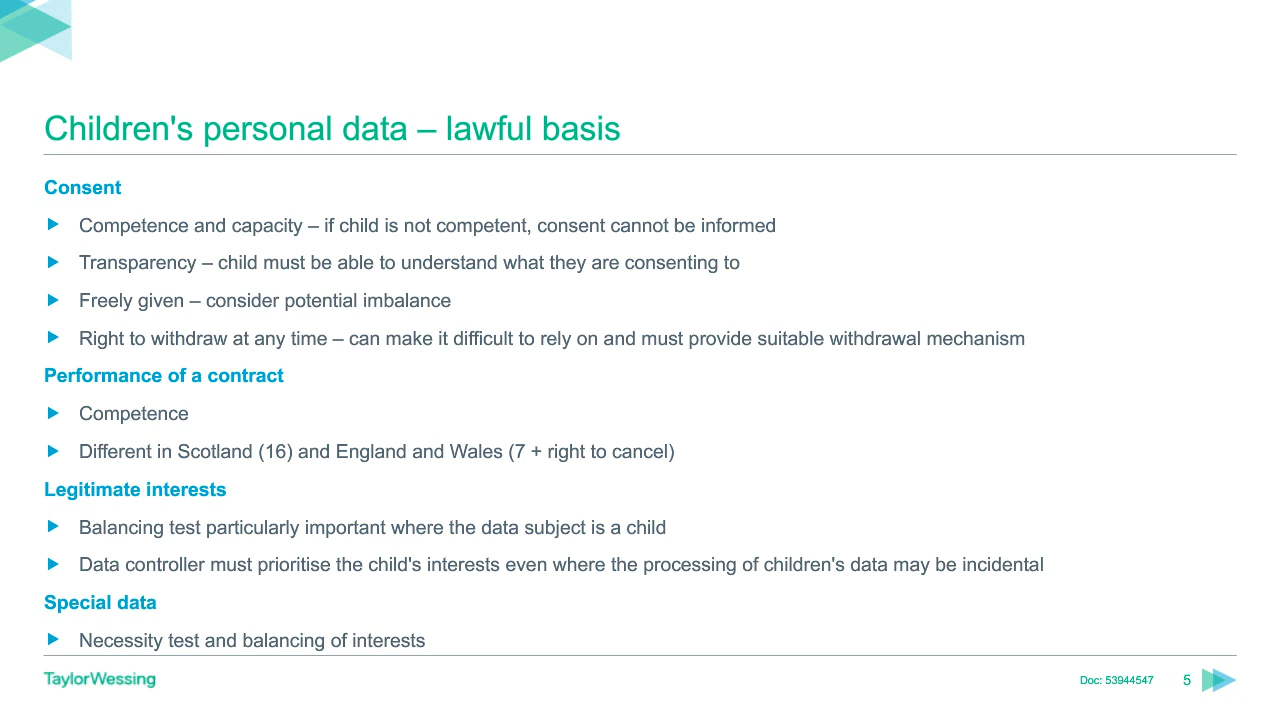 Children's personal data – lawful basis
Consent
Competence and capacity – if child is not competent, consent cannot be informed
Transparency – child must be able to understand what they are consenting to
Freely given – consider potential imbalance
Right to withdraw at any time – can make it difficult to rely on and must provide suitable withdrawal mechanism
Performance of a contract
Competence
Different in Scotland (16) and England and Wales (7 + right to cancel)
Legitimate interests
Balancing test particularly important where the data subject is a child
Data controller must prioritise the child's interests even where the processing of children's data may be incidental
Special data
Necessity test and balancing of interests
TaylorWessing
Doc: 53944547
5